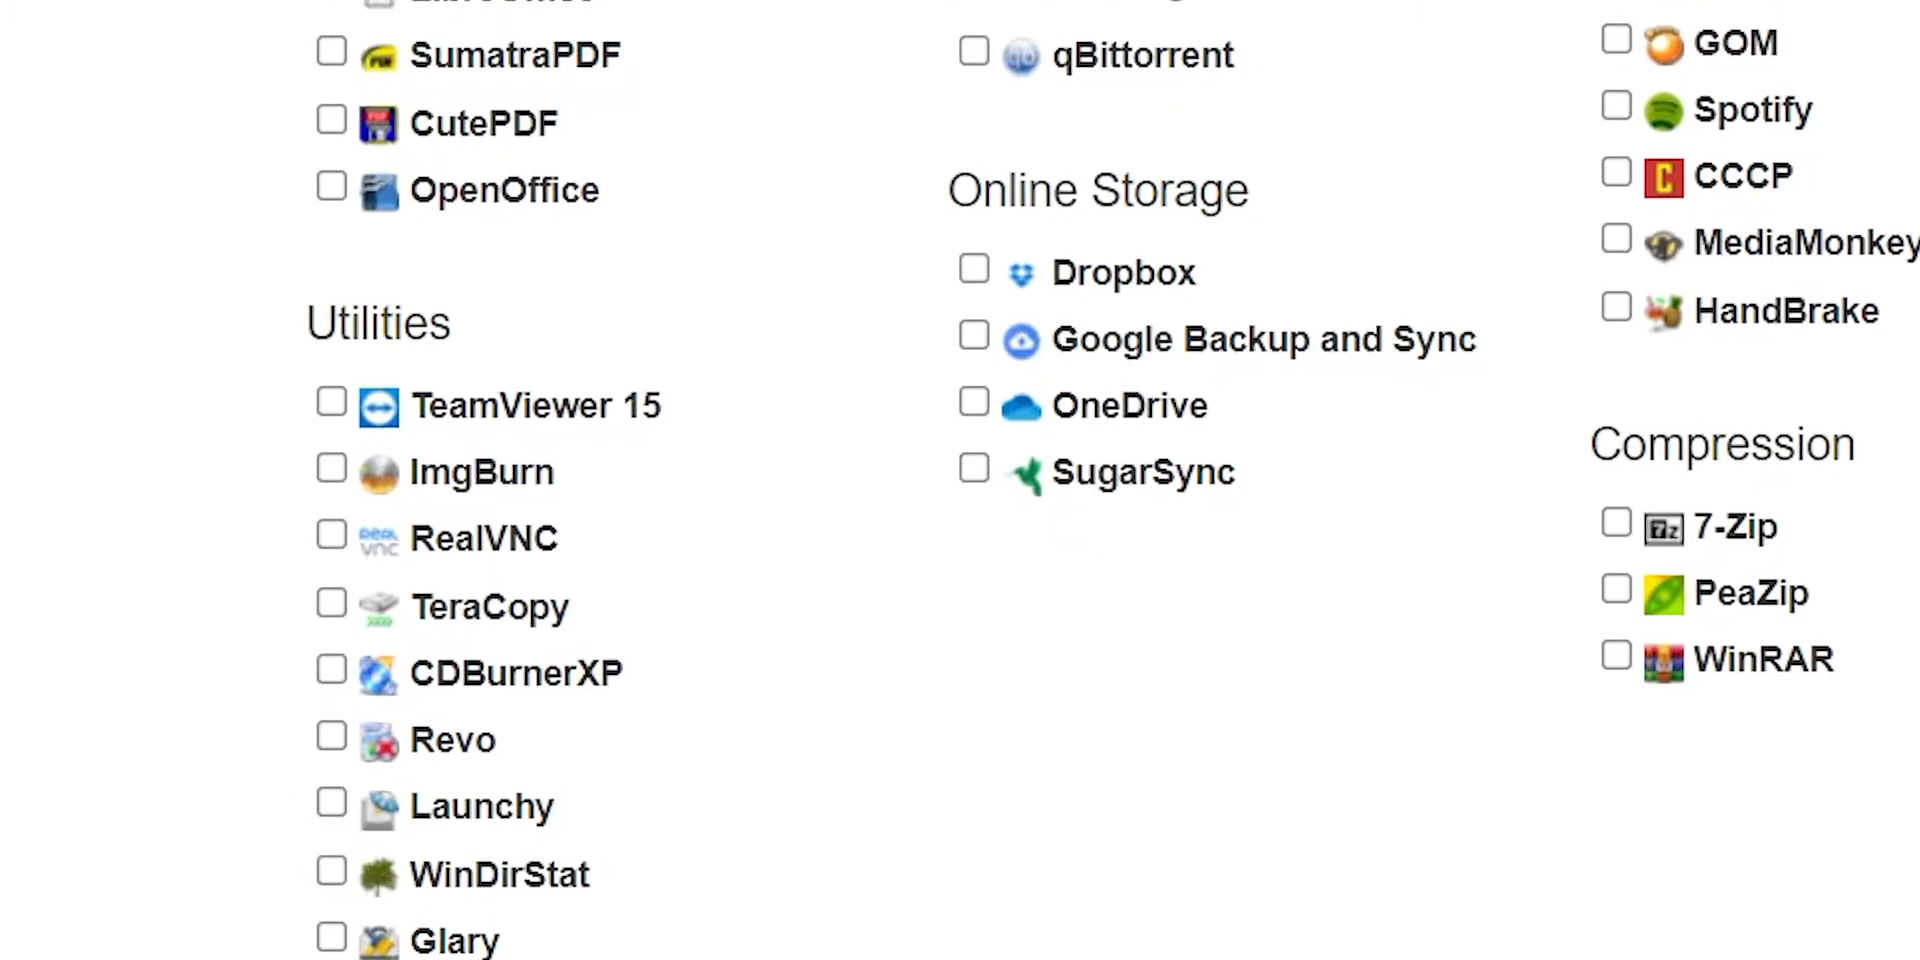 SumatraPDF
CutePDF
OpenOffice
Utilities
TeamViewer 15
ImgBurn
RealVNC
TeraCopy
CDBurnerXP
Revo
Launchy
WinDirStat
Glary
qBittorrent
Online Storage
Dropbox
Google Backup and Sync
OneDrive
SugarSync
GOM
Spotify
CCCP
MediaMonkey
HandBrake
Compression
7-Zip
PeaZip
WinRAR